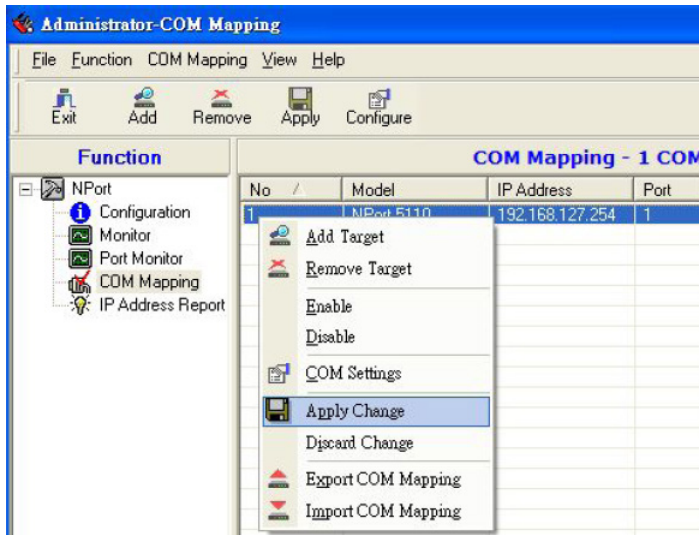 Administrator-COM Mapping
File Function COM Mapping View Help
Exit Add Remove Apply Configure
Function
COM Mapping - 1 COM
NPort
Configuration
Monitor
Port Monitor
COM Mapping
IP Address Report
No Model IP Address Port
1 NPort 5110 192.168.127.254 1
Add Target
Remove Target
Enable
Disable
COM Settings
Apply Change
Discard Change
Export COM Mapping
Import COM Mapping